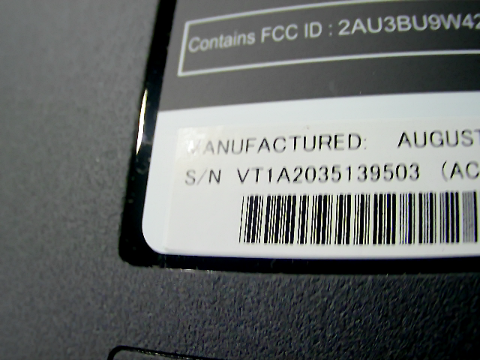 Contains FCC ID : 2AU3BU9W42
MANUFACTURED: AUGUST
S/N VT1A2035139503 (AC